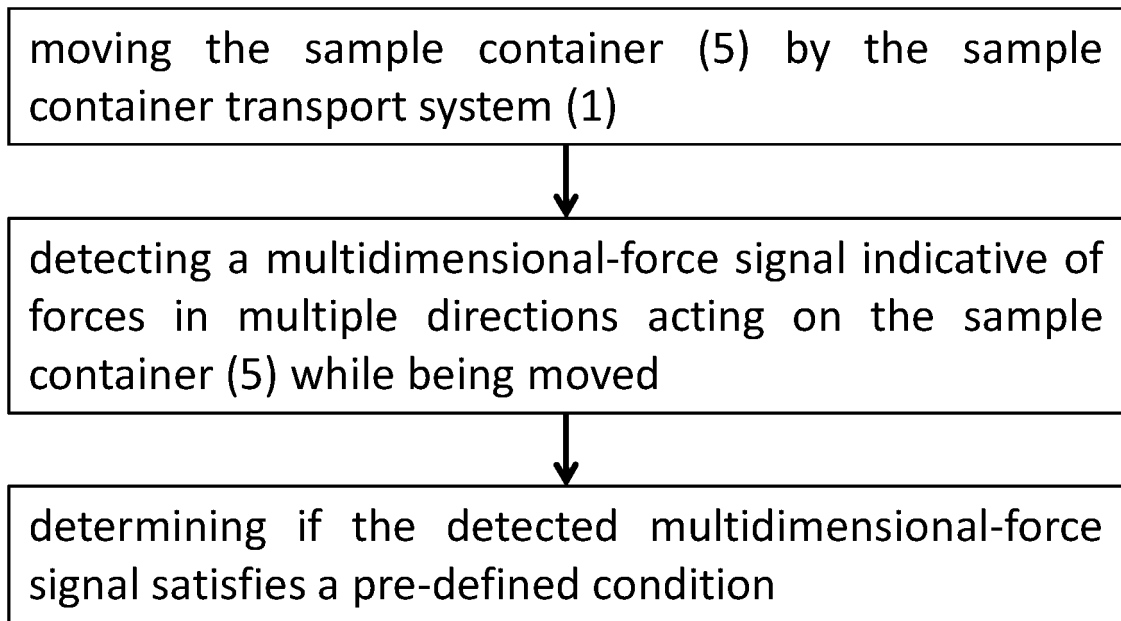 moving the sample container (5) by the sample
container transport system (1)
detecting a multidimensional-force signal indicative of
forces in multiple directions acting on the sample
container (5) while being moved
determining if the detected multidimensional-force
signal satisfies a pre-defined condition